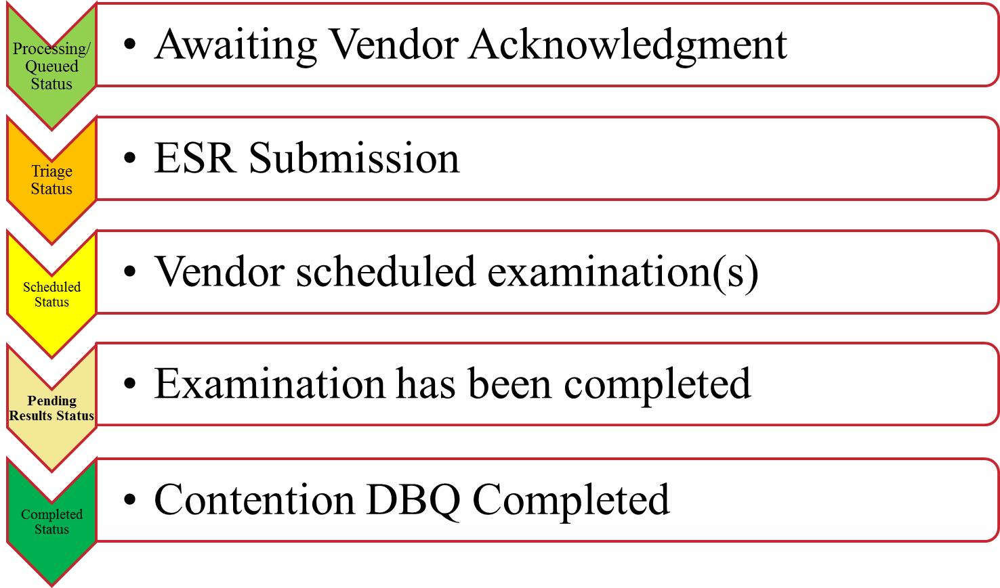 Processing/
Queued
Status
• Awaiting Vendor Acknowledgment
Triage
Status
• ESR Submission
Scheduled
Status
• Vendor scheduled examination(s)
Pending
Results Status
• Examination has been completed
Completed
Status
• Contention DBQ Completed